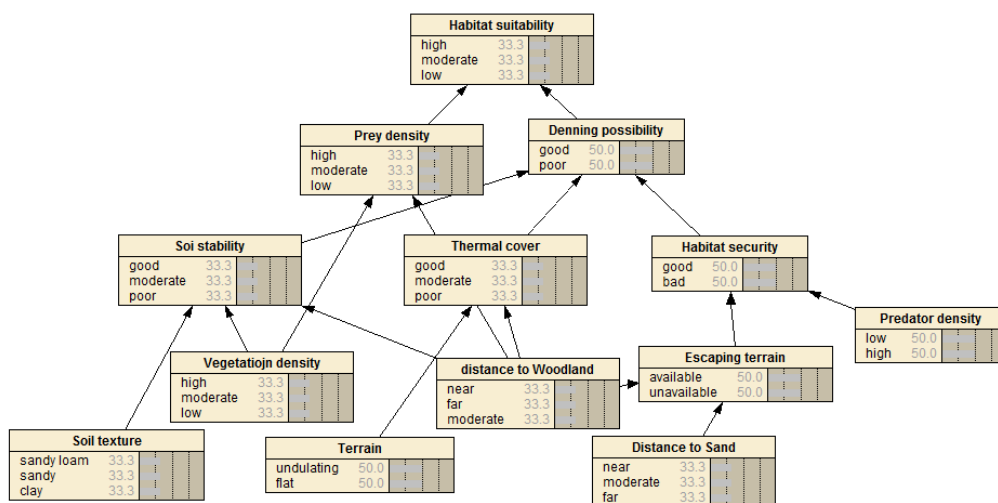 Habitat suitability
high 33.3
moderate 33.3
low 33.3
Prey density
high 33.3
moderate 33.3
low 33.3
Denning possibility
good 50.0
poor 50.0
Soi stability
good 33.3
moderate 33.3
poor 33.3
Thermal cover
good 33.3
moderate 33.3
poor 33.3
Habitat security
good 50.0
bad 50.0
Predator density
low 50.0
high 50.0
Vegetatiojn density
high 33.3
moderate 33.3
low 33.3
distance to Woodland
near 33.3
far 33.3
moderate 33.3
Escaping terrain
available 50.0
unavailable 50.0
Soil texture
sandy loam 33.3
sandy 33.3
clay 33.3
Terrain
undulating 50.0
flat 50.0
Distance to Sand
near 33.3
moderate 33.3
far 33.3